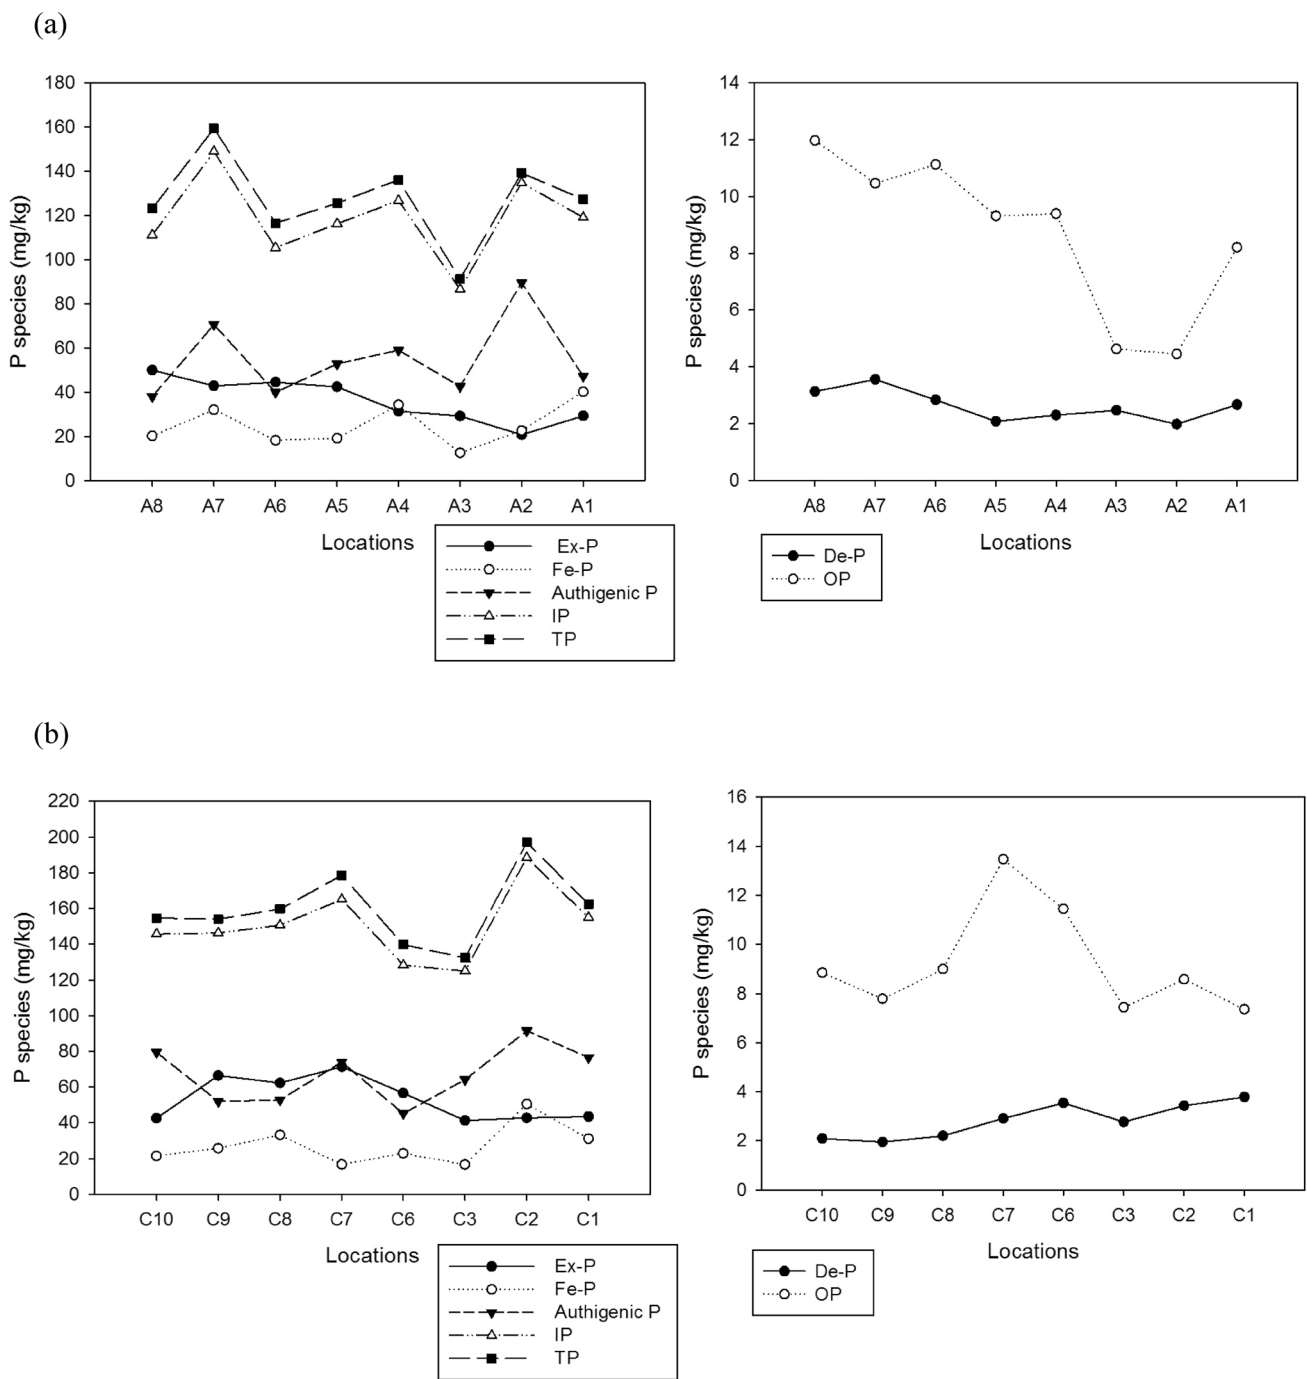 (a)
180
160
140
120
100
80
60
40
20
0
P species (mg/kg)
A8 A7 A6 A5 A4 A3 A2 A1
Locations
Ex-P
Fe-P
Authigenic P
IP
TP
14
12
10
8
6
4
2
0
P species (mg/kg)
A8 A7 A6 A5 A4 A3 A2 A1
Locations
De-P
OP
(b)
220
200
180
160
140
120
100
80
60
40
20
0
P species (mg/kg)
C10 C9 C8 C7 C6 C3 C2 C1
Locations
Ex-P
Fe-P
Authigenic P
IP
TP
16
14
12
10
8
6
4
2
0
P species (mg/kg)
C10 C9 C8 C7 C6 C3 C2 C1
Locations
De-P
OP